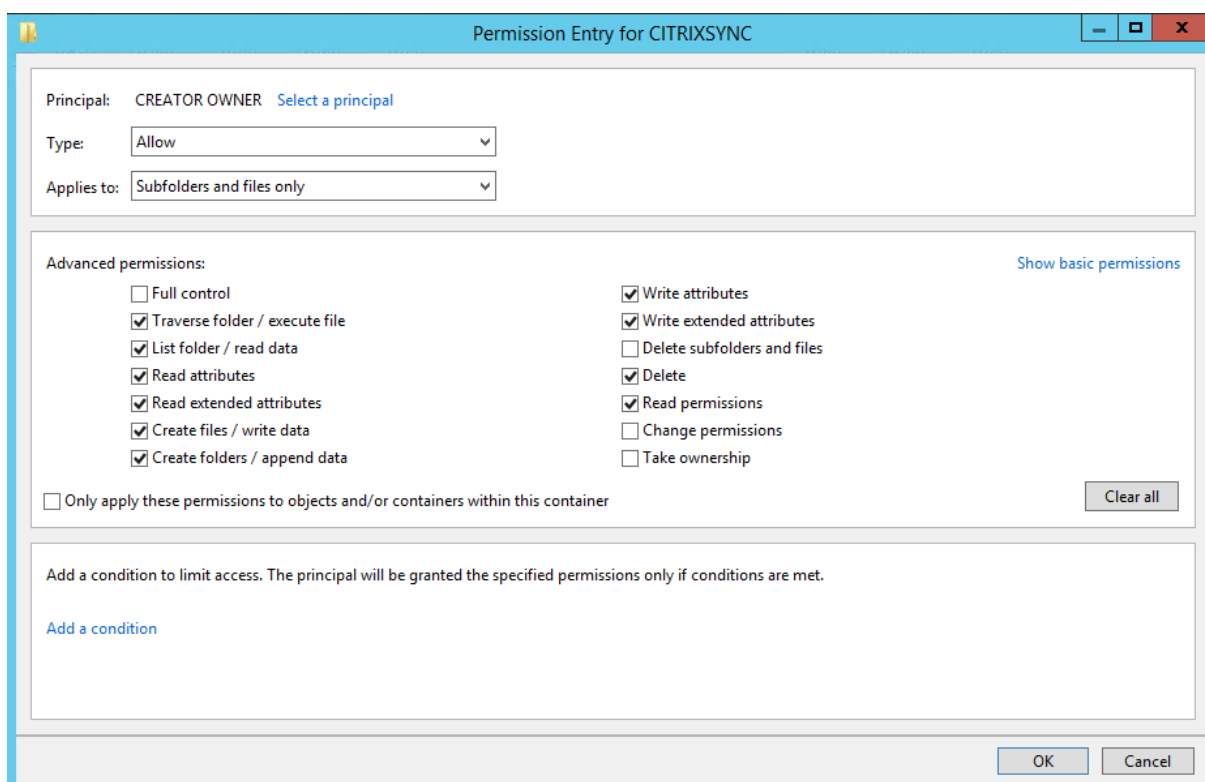 Permission Entry for CITRIXSYNC
Principal: CREATOR OWNER Select a principal
Type: Allow
Applies to: Subfolders and files only
Advanced permissions: Show basic permissions
Full control Write attributes
Traverse folder / execute file Write extended attributes
List folder / read data Delete subfolders and files
Read attributes Delete
Read extended attributes Read permissions
Create files / write data Change permissions
Create folders / append data Take ownership
Only apply these permissions to objects and/or containers within this container Clear all
Add a condition to limit access. The principal will be granted the specified permissions only if conditions are met.
Add a condition
OK Cancel